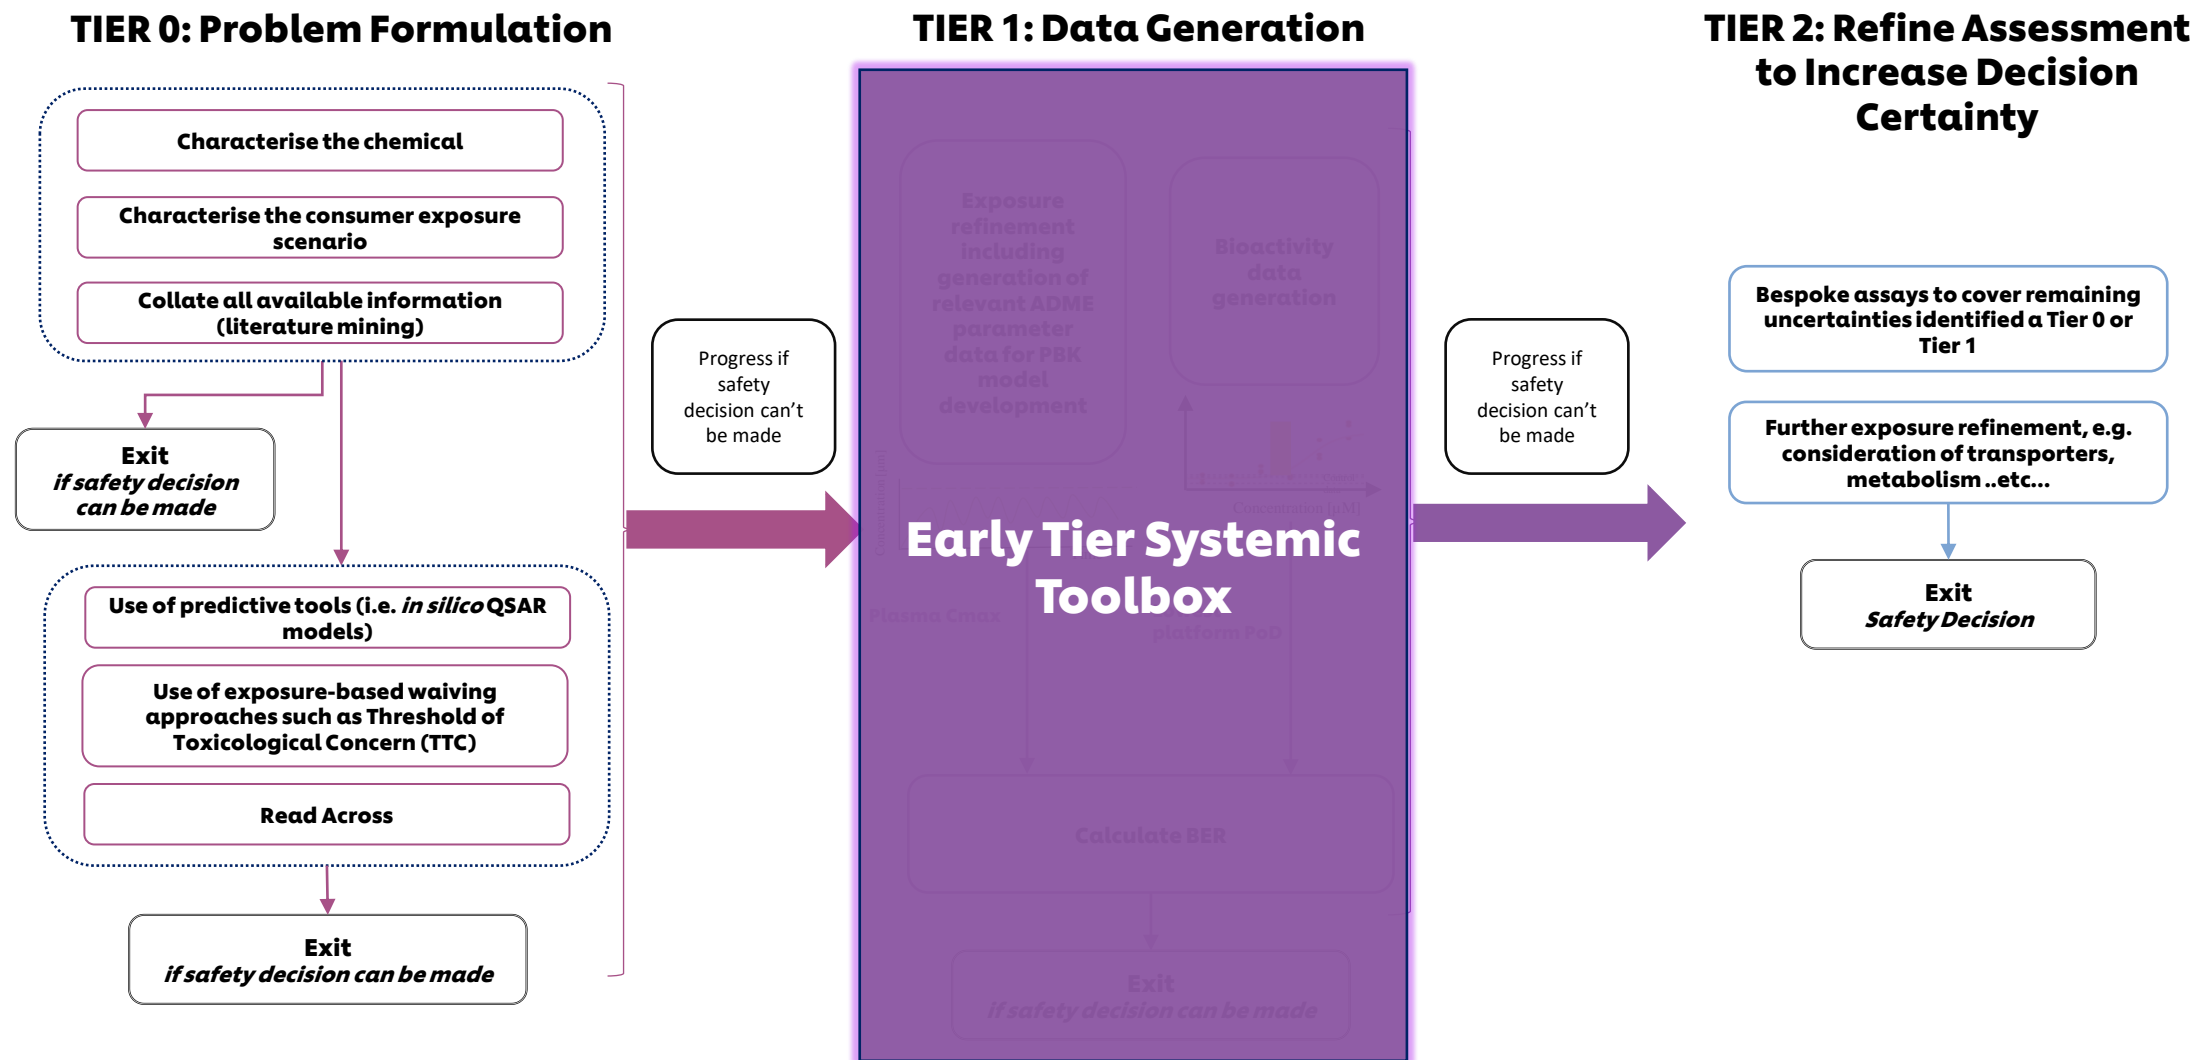 TIER 0: Problem Formulation
Characterise the chemical
Characterise the consumer exposure
scenario
Collate all available information
(literature mining)
Exit
if safety decision
can be made
Use of predictive tools (i.e. in silico QSAR
models)
Use of exposure-based waiving
approaches such as Threshold of
Toxicological Concern (TTC)
Read Across
Exit
if safety decision can be made
Progress if
safety
decision can’t
be made
TIER 1: Data Generation
Exposure
refinement
including
generation of
relevant ADME
parameter
data for PBK
model
development
Bioactivity
data
generation
Concentration [μM]
Early Tier Systemic
Toolbox
Plasma Cmax
platform PoD
Calculate BER
Exit
if safety decision can be made
Progress if
safety
decision can’t
be made
TIER 2: Refine Assessment
to Increase Decision
Certainty
Bespoke assays to cover remaining
uncertainties identified a Tier 0 or
Tier 1
Further exposure refinement, e.g.
consideration of transporters,
metabolism ..etc...
Exit
Safety Decision